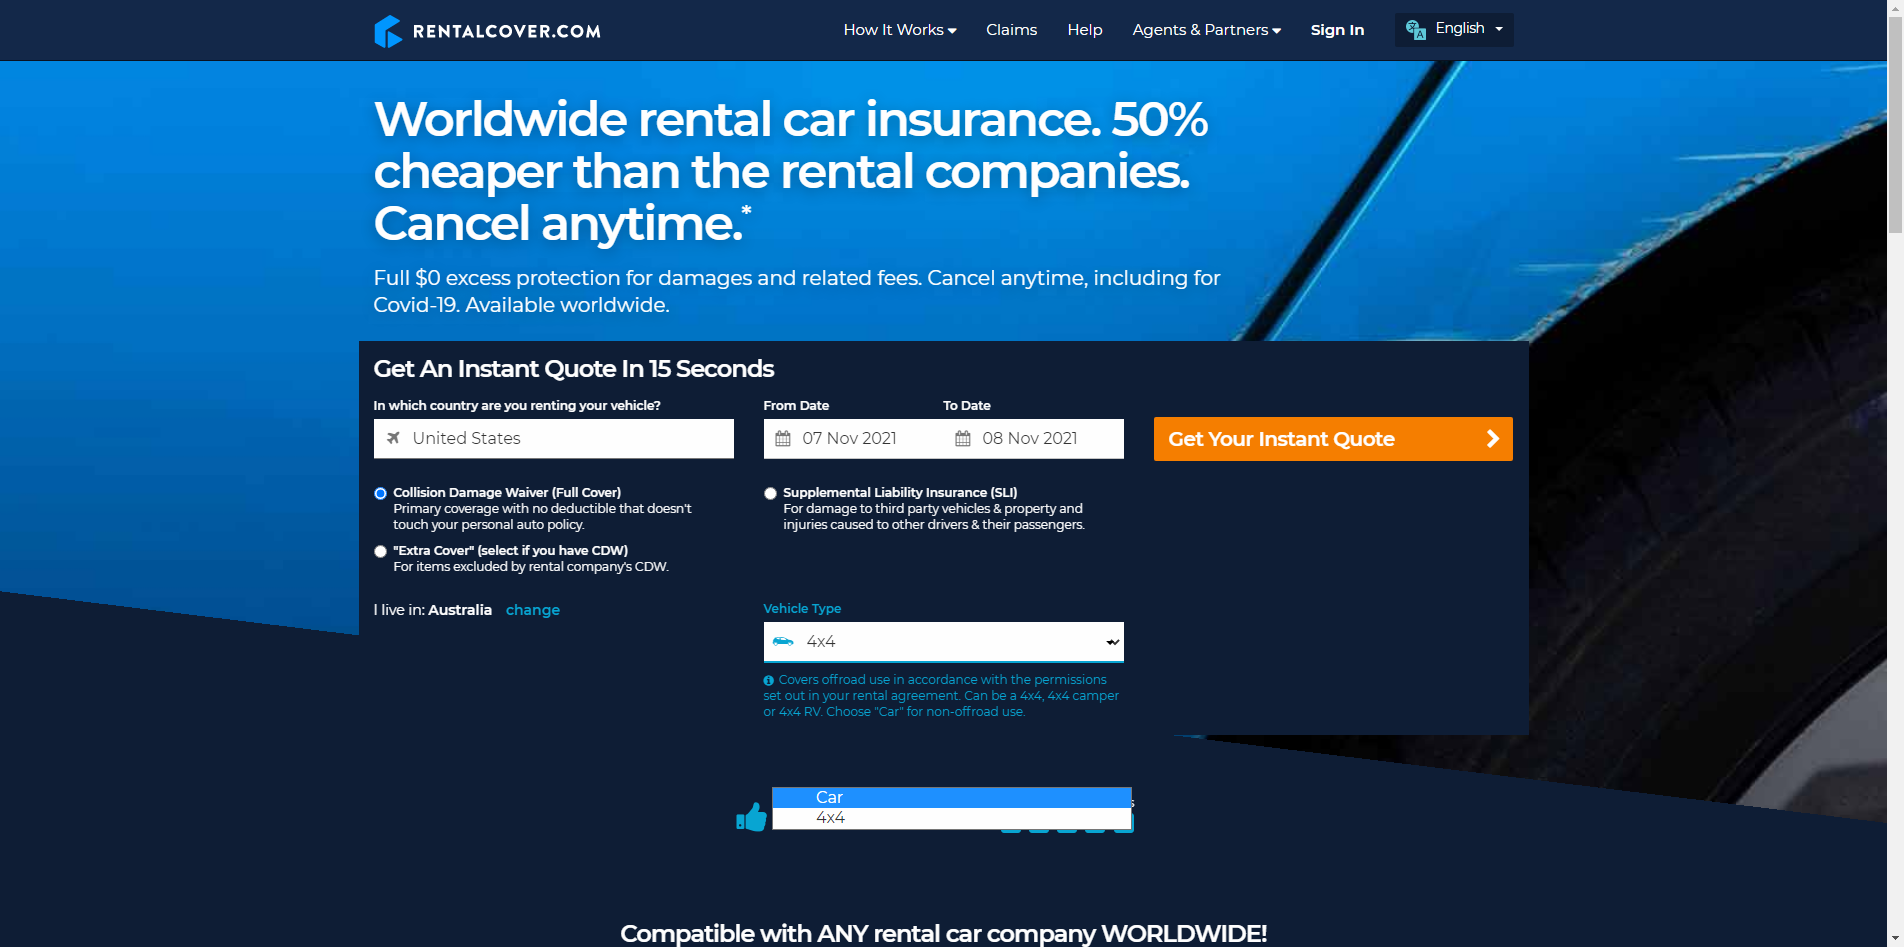 RENTALCOVER.COM
How It Works
Claims
Help
Agents & Partners
Sign In
English
Worldwide rental car insurance. 50%
cheaper than the rental companies.
Cancel anytime.*
Full $0 excess protection for damages and related fees. Cancel anytime, including for
Covid-19. Available worldwide.
Get An Instant Quote In 15 Seconds
In which country are you renting your vehicle?
From Date
To Date
United States
07 Nov 2021
08 Nov 2021
Get Your Instant Quote
Collision Damage Waiver (Full Cover)
Primary coverage with no deductible that doesn't
touch your personal auto policy.
Supplemental Liability Insurance (SLI)
For damage to third party vehicles & property and
injuries caused to other drivers & their passengers.
"Extra Cover" (select if you have CDW)
For items excluded by rental company's CDW.
I live in: Australia change
Vehicle Type
4x4
Covers offroad use in accordance with the permissions
set out in your rental agreement. Can be a 4x4, 4x4 camper
or 4x4 RV. Choose "Car" for non-offroad use.
Car
4x4
Compatible with ANY rental car company WORLDWIDE!